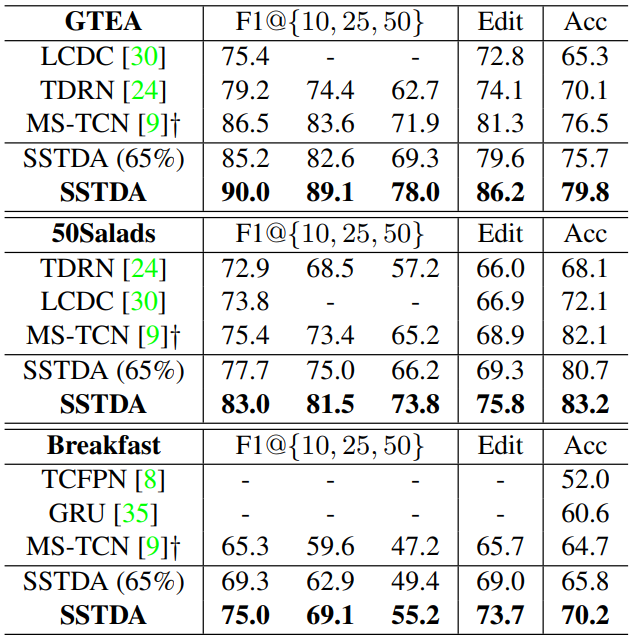 GTEA F1@{10, 25, 50} Edit Acc
LCDC [30] 75.4 - - 72.8 65.3
TDRN [24] 79.2 74.4 62.7 74.1 70.1
MS-TCN [9]† 86.5 83.6 71.9 81.3 76.5
SSTDA (65%) 85.2 82.6 69.3 79.6 75.7
SSTDA 90.0 89.1 78.0 86.2 79.8
50Salads F1@{10, 25, 50} Edit Acc
TDRN [24] 72.9 68.5 57.2 66.0 68.1
LCDC [30] 73.8 - - 66.9 72.1
MS-TCN [9]† 75.4 73.4 65.2 68.9 82.1
SSTDA (65%) 77.7 75.0 66.2 69.3 80.7
SSTDA 83.0 81.5 73.8 75.8 83.2
Breakfast F1@{10, 25, 50} Edit Acc
TCFPN [8] - - - - 52.0
GRU [35] - - - - 60.6
MS-TCN [9]† 65.3 59.6 47.2 65.7 64.7
SSTDA (65%) 69.3 62.9 49.4 69.0 65.8
SSTDA 75.0 69.1 55.2 73.7 70.2